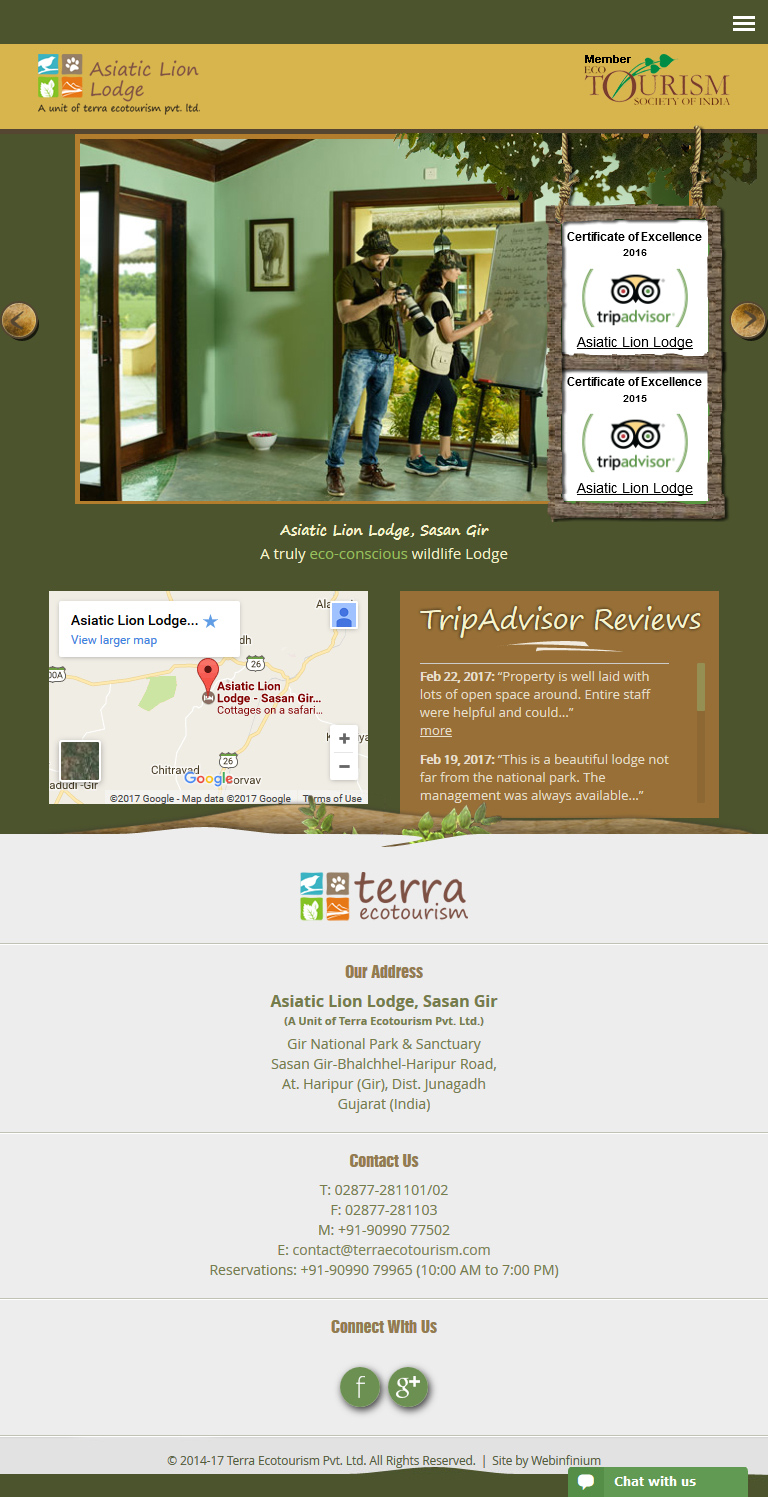 Asiatic Lion
Lodge
A unit of terra ecotourism pvt. ltd.
Member
ECO
TOURISM
SOCIETY OF INDIA
Certificate of Excellence
2016
tripadvisor®
Asiatic Lion Lodge
Certificate of Excellence
2015
tripadvisor®
Asiatic Lion Lodge
Asiatic Lion Lodge, Sasan Gir
A truly eco-conscious wildlife Lodge
Asiatic Lion Lodge...
View larger map
dh
26
00A
Asiatic Lion
Lodge - Sasan Gir...
Cottages on a safari...
26
Chitravad
Google
orvav
adudi -Gir
©2017 Google - Map data ©2017 Google
Terms of Use
TripAdvisor Reviews
Feb 22, 2017: “Property is well laid with
lots of open space around. Entire staff
were helpful and could...”
more
Feb 19, 2017: “This is a beautiful lodge not
far from the national park. The
management was always available...”
terra
ecotourism
Our Address
Asiatic Lion Lodge, Sasan Gir
(A Unit of Terra Ecotourism Pvt. Ltd.)
Gir National Park & Sanctuary
Sasan Gir-Bhalchhel-Haripur Road,
At. Haripur (Gir), Dist. Junagadh
Gujarat (India)
Contact Us
T: 02877-281101/02
F: 02877-281103
M: +91-90990 77502
E: contact@terraecotourism.com
Reservations: +91-90990 79965 (10:00 AM to 7:00 PM)
Connect With Us
f
g+
© 2014-17 Terra Ecotourism Pvt. Ltd. All Rights Reserved. | Site by Webinfinium
Chat with us